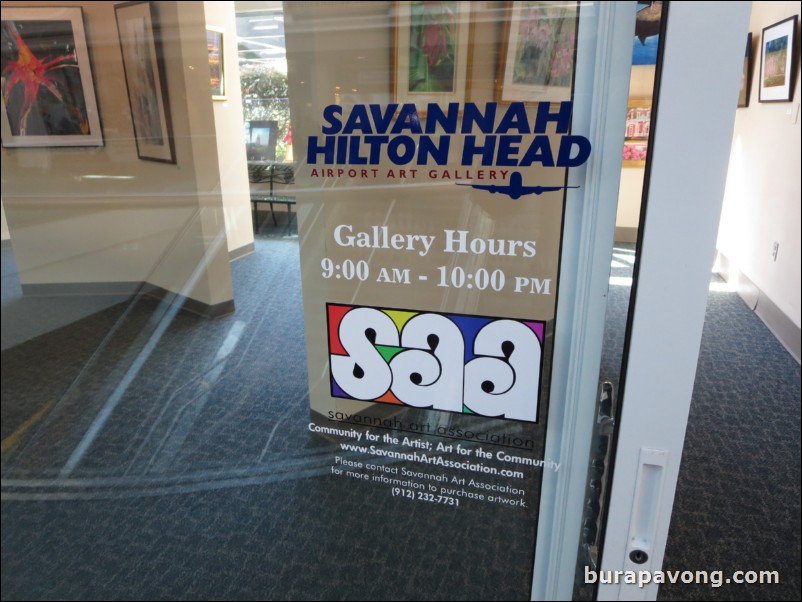 SAVANNAH
HILTON HEAD
AIRPORT ART GALLERY
Gallery Hours
9:00 AM - 10:00 PM
saa
savannah art association
Community for the Artist; Art for the Community
www.SavannahArtAssociation.com
Please contact Savannah Art Association
for more information to purchase artwork.
(912) 232-7731
burapavong.com